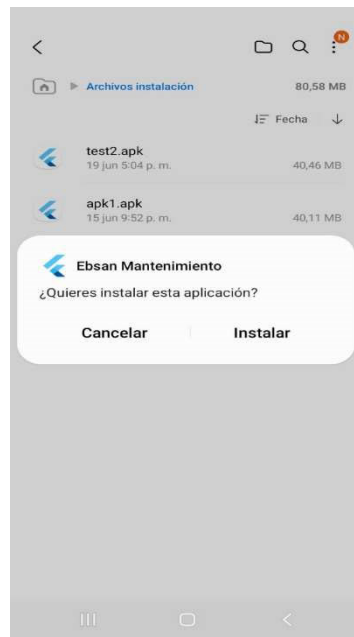 N
Archivos instalación
80,58 MB
Fecha
test2.apk
19 jun 5:04 p. m.
40,46 MB
apk1.apk
15 jun 9:52 p. m.
40,11 MB
Ebsan Mantenimiento
¿Quieres instalar esta aplicación?
Cancelar
Instalar